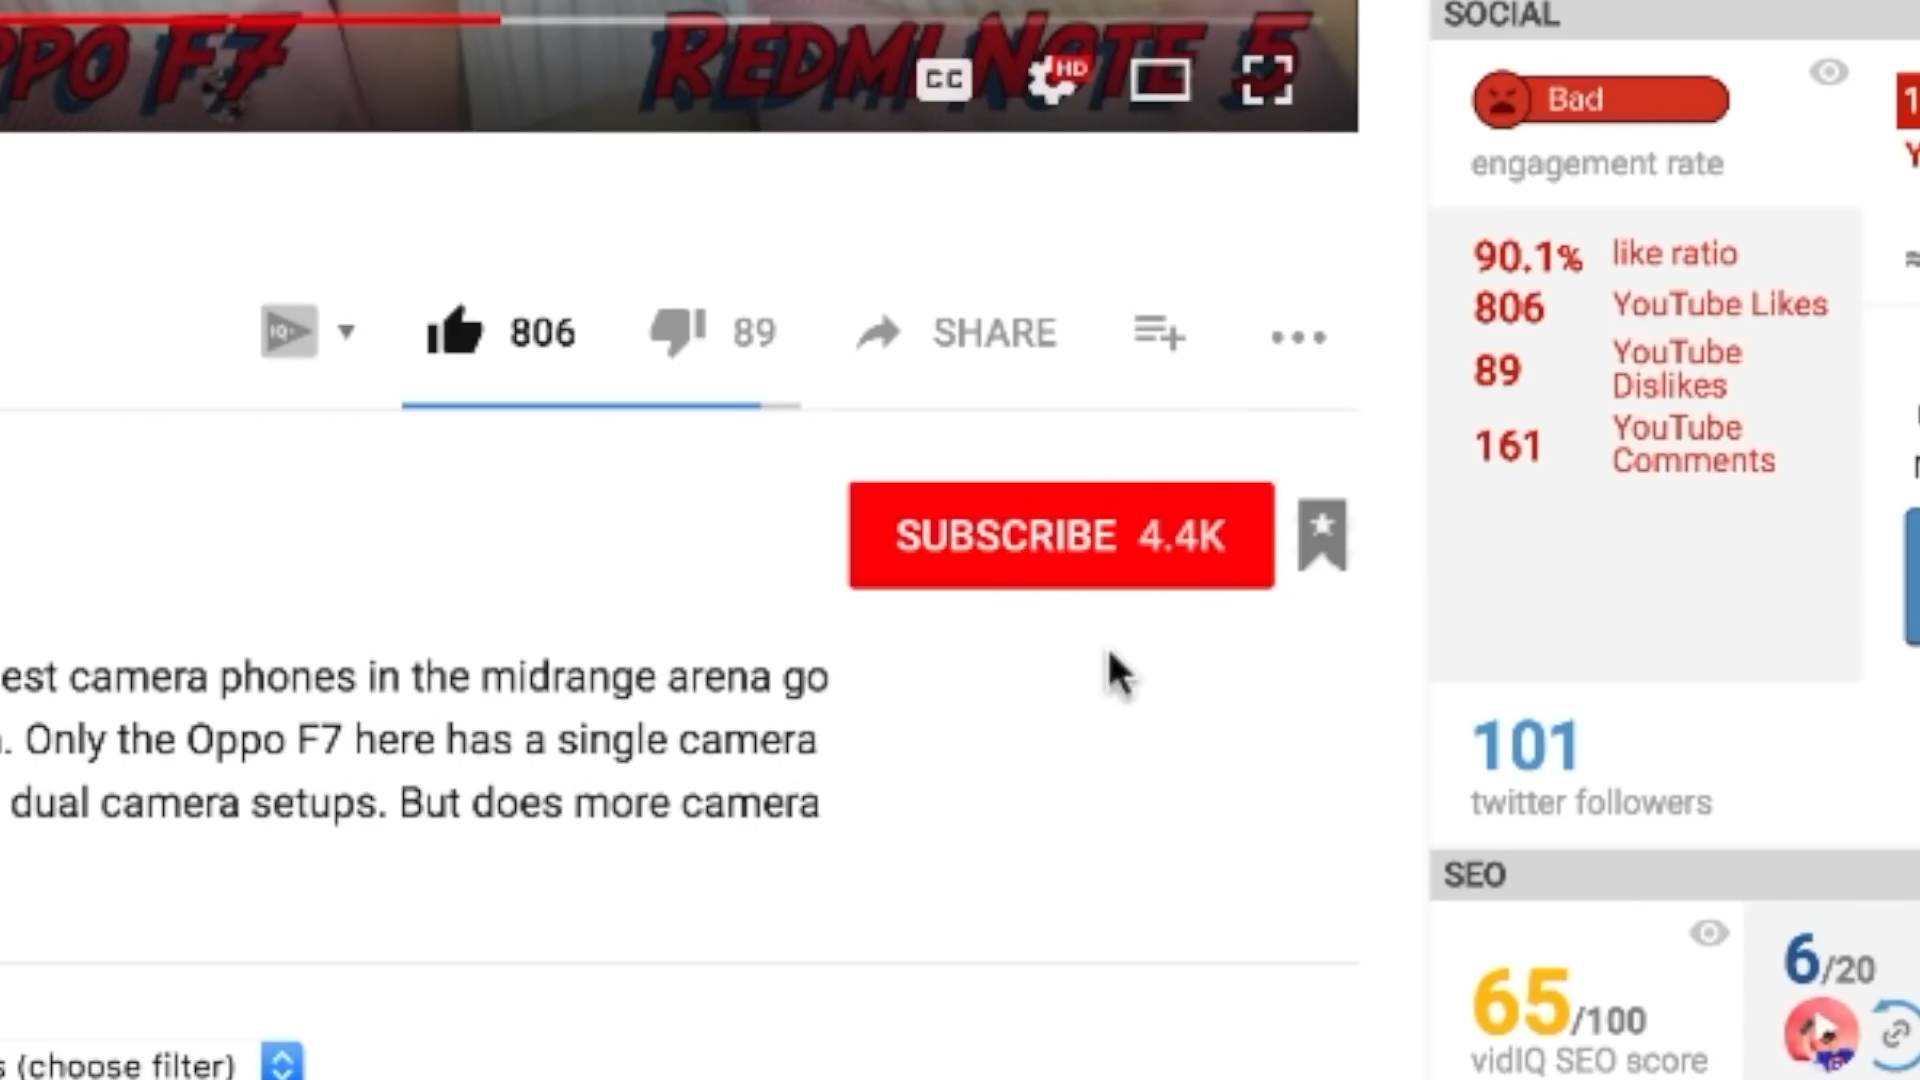 PPO F7
REDMI NOTE 5
CC
HD
IQ
806
89
SHARE
SUBSCRIBE 4.4K
est camera phones in the midrange arena go
. Only the Oppo F7 here has a single camera
dual camera setups. But does more camera
s (choose filter)
SOCIAL
Bad
engagement rate
90.1% like ratio
806 YouTube Likes
89 YouTube
Dislikes
161 YouTube
Comments
101
twitter followers
SEO
65/100
vidIQ SEO score
6/20